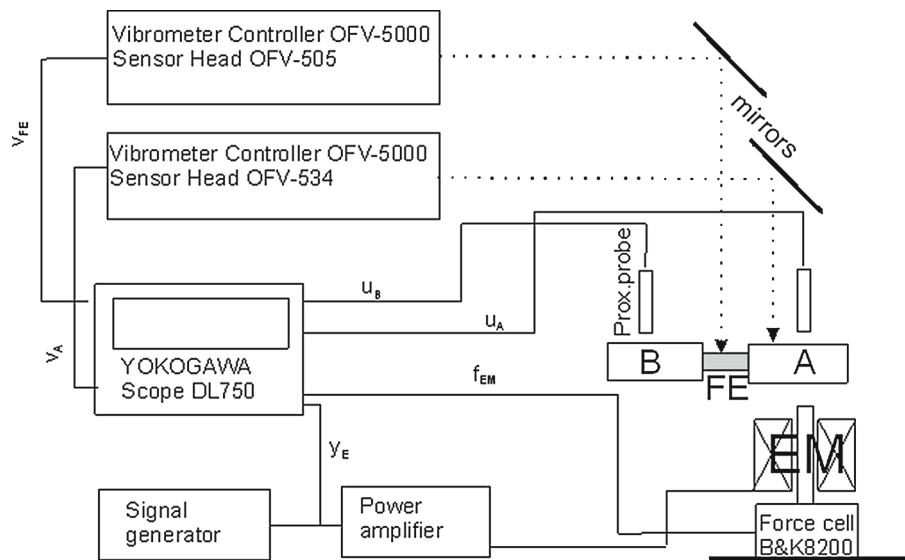 Vibrometer Controller OFV-5000
Sensor Head OFV-505
mirrors
vFE
Vibrometer Controller OFV-5000
Sensor Head OFV-534
vA
uB
uA
Prox.probe
YOKOGAWA
Scope DL750
fEM
B
A
FE
EM
yE
Signal
generator
Power
amplifier
Force cell
B&K8200